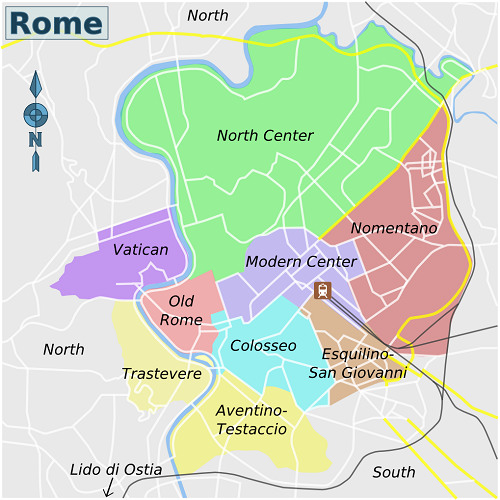 Rome
North
N
North Center
Nomentano
Vatican
Modern Center
Old
Rome
Colosseo
North
Trastevere
Esquilino-
San Giovanni
Aventino-
Testaccio
Lido di Ostia
South